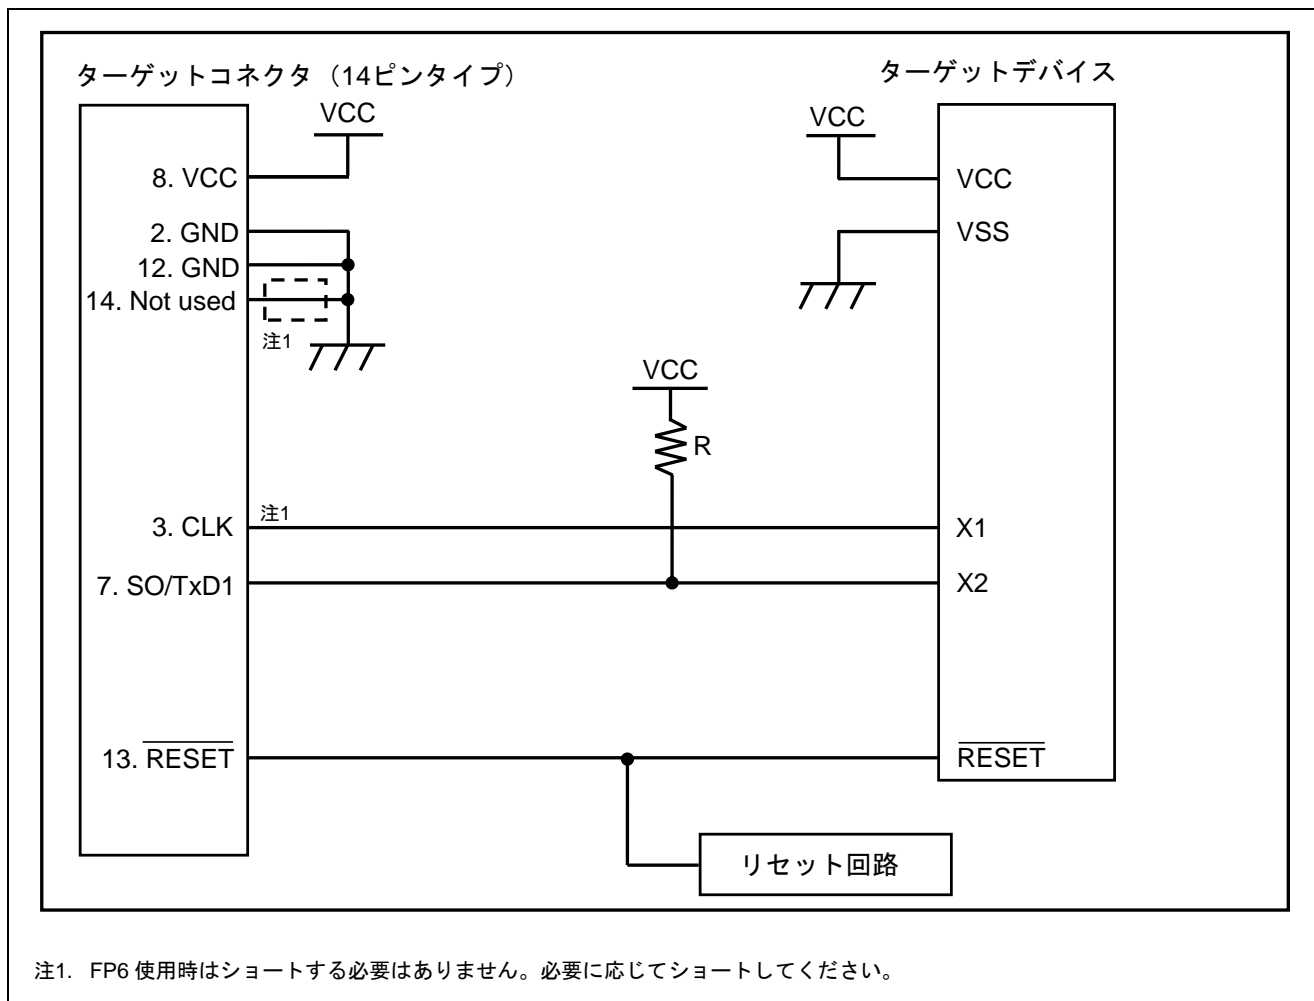 ターゲットコネクタ（14ピンタイプ）
ターゲットデバイス
VCC
VCC
8. VCC
VCC
2. GND
VSS
12. GND
14. Not used
注1
VCC
R
3. CLK
注1
X1
7. SO/TxD1
X2
13. RESET
RESET
リセット回路
注1. FP6 使用時はショートする必要はありません。必要に応じてショートしてください。